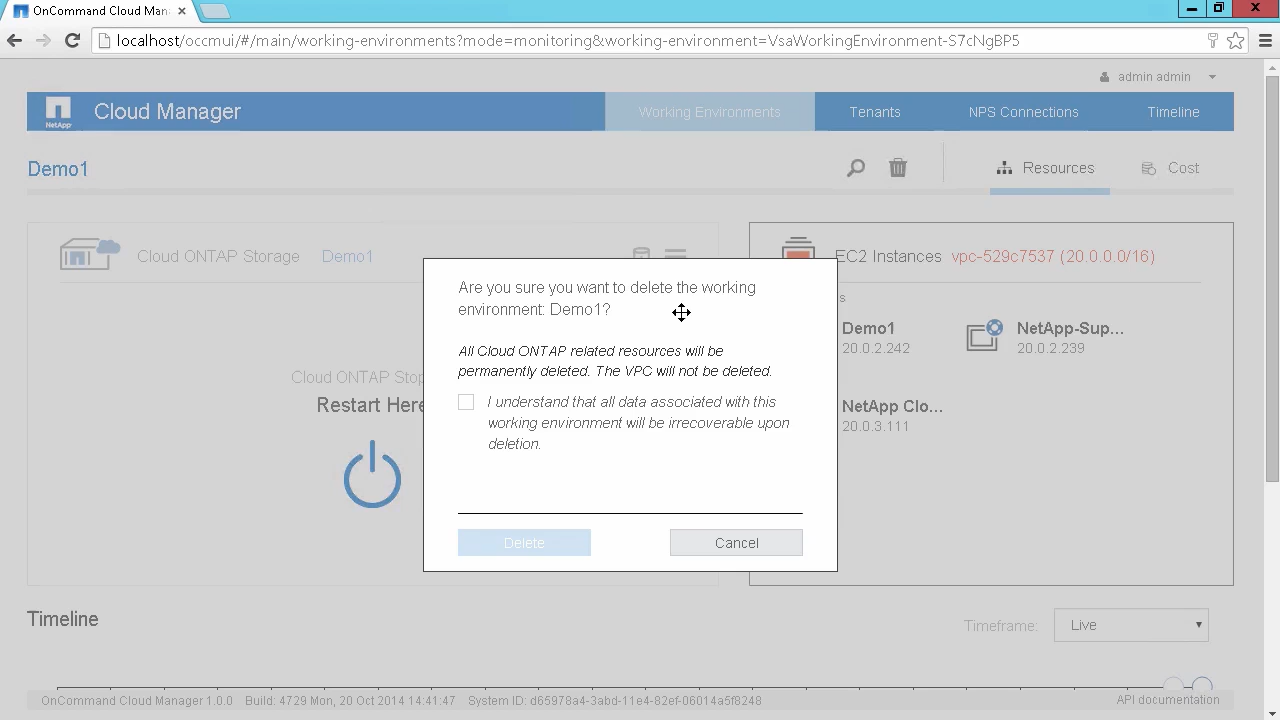 OnCommand Cloud Man
localhost/occmui/#/main/working-environments?mode=monitoring&working-environment=VsaWorkingEnvironment-S7cNgBP5
admin admin
NetApp
Cloud Manager
Working Environments
Tenants
NPS Connections
Timeline
Demo1
Resources
Cost
Cloud ONTAP Storage Demo1
EC2 Instances vpc-529c7537 (20.0.0.0/16)
Are you sure you want to delete the working
environment: Demo1?
All Cloud ONTAP related resources will be
permanently deleted. The VPC will not be deleted.
I understand that all data associated with this
working environment will be irrecoverable upon
deletion.
Delete
Cancel
Cloud ONTAP Stop
Restart Here
s
Demo1
20.0.2.242
NetApp-Sup...
20.0.2.239
NetApp Clo...
20.0.3.111
Timeline
Timeframe:
Live
OnCommand Cloud Manager 1.0.0 Build: 4729 Mon, 20 Oct 2014 14:41:47 System ID: d65978a4-3abd-11e4-82ef-06014a5f8248
API documentation